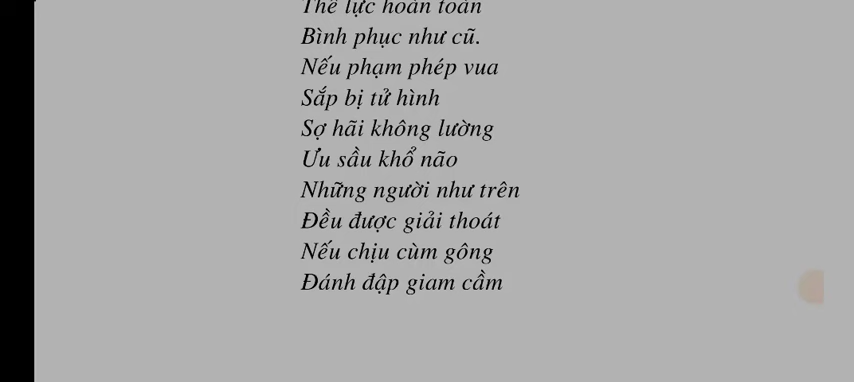 Thế lực hoàn toàn
Bình phục như cũ.
Nếu phạm phép vua
Sắp bị tử hình
Sợ hãi không lường
Ưu sầu khổ não
Những người như trên
Đều được giải thoát
Nếu chịu cùm gông
Đánh đập giam cầm